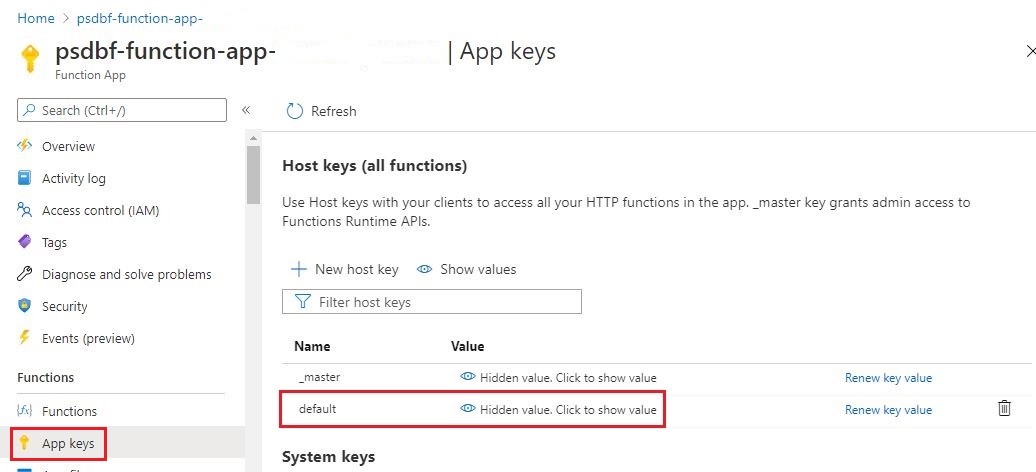 Home > psdbf-function-app-
psdbf-function-app- | App keys
Function App
Search (Ctrl+/)
«
Refresh
Overview
Activity log
Access control (IAM)
Tags
Diagnose and solve problems
Security
Events (preview)
Functions
Functions
App keys
Host keys (all functions)
Use Host keys with your clients to access all your HTTP functions in the app. _master key grants admin access to
Functions Runtime APIs.
New host key Show values
Filter host keys
Name Value
_master Hidden value. Click to show value Renew key value
default Hidden value. Click to show value Renew key value
System keys